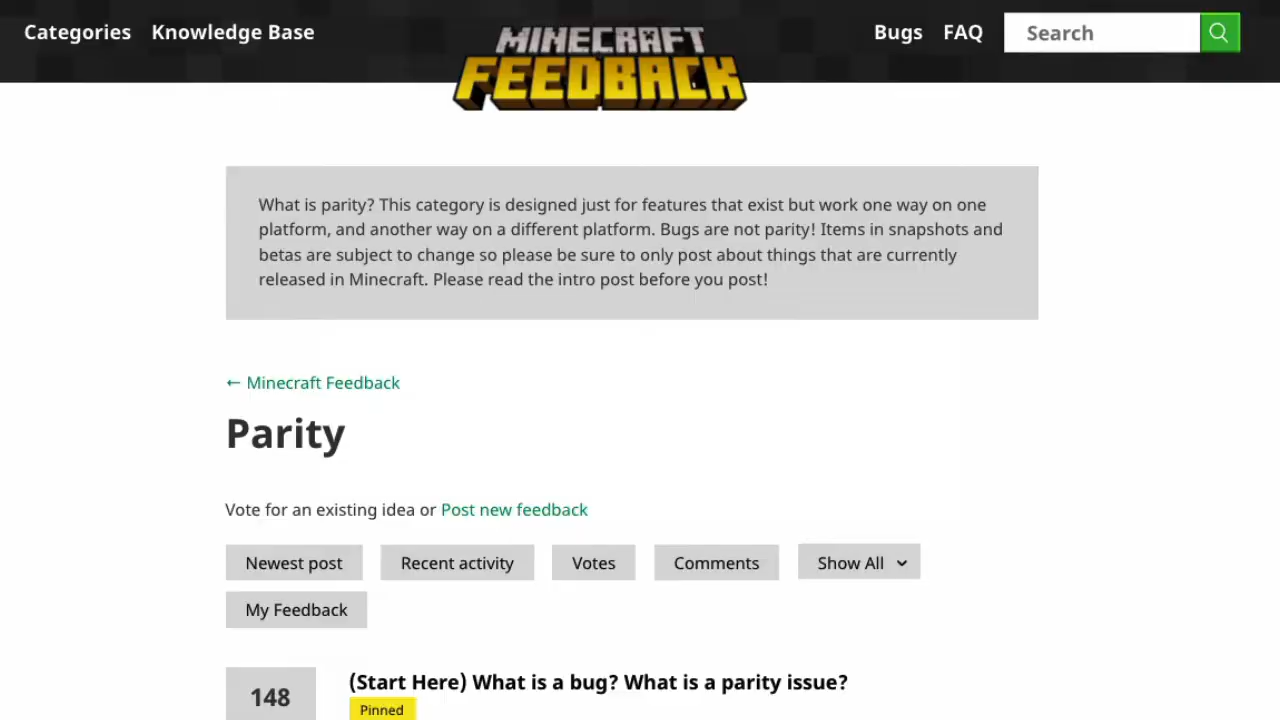 Categories Knowledge Base
MINECRAFT
FEEDBACK
Bugs FAQ Search
What is parity? This category is designed just for features that exist but work one way on one
platform, and another way on a different platform. Bugs are not parity! Items in snapshots and
betas are subject to change so please be sure to only post about things that are currently
released in Minecraft. Please read the intro post before you post!
← Minecraft Feedback
Parity
Vote for an existing idea or Post new feedback
Newest post Recent activity Votes Comments Show All
My Feedback
148 (Start Here) What is a bug? What is a parity issue?
Pinned